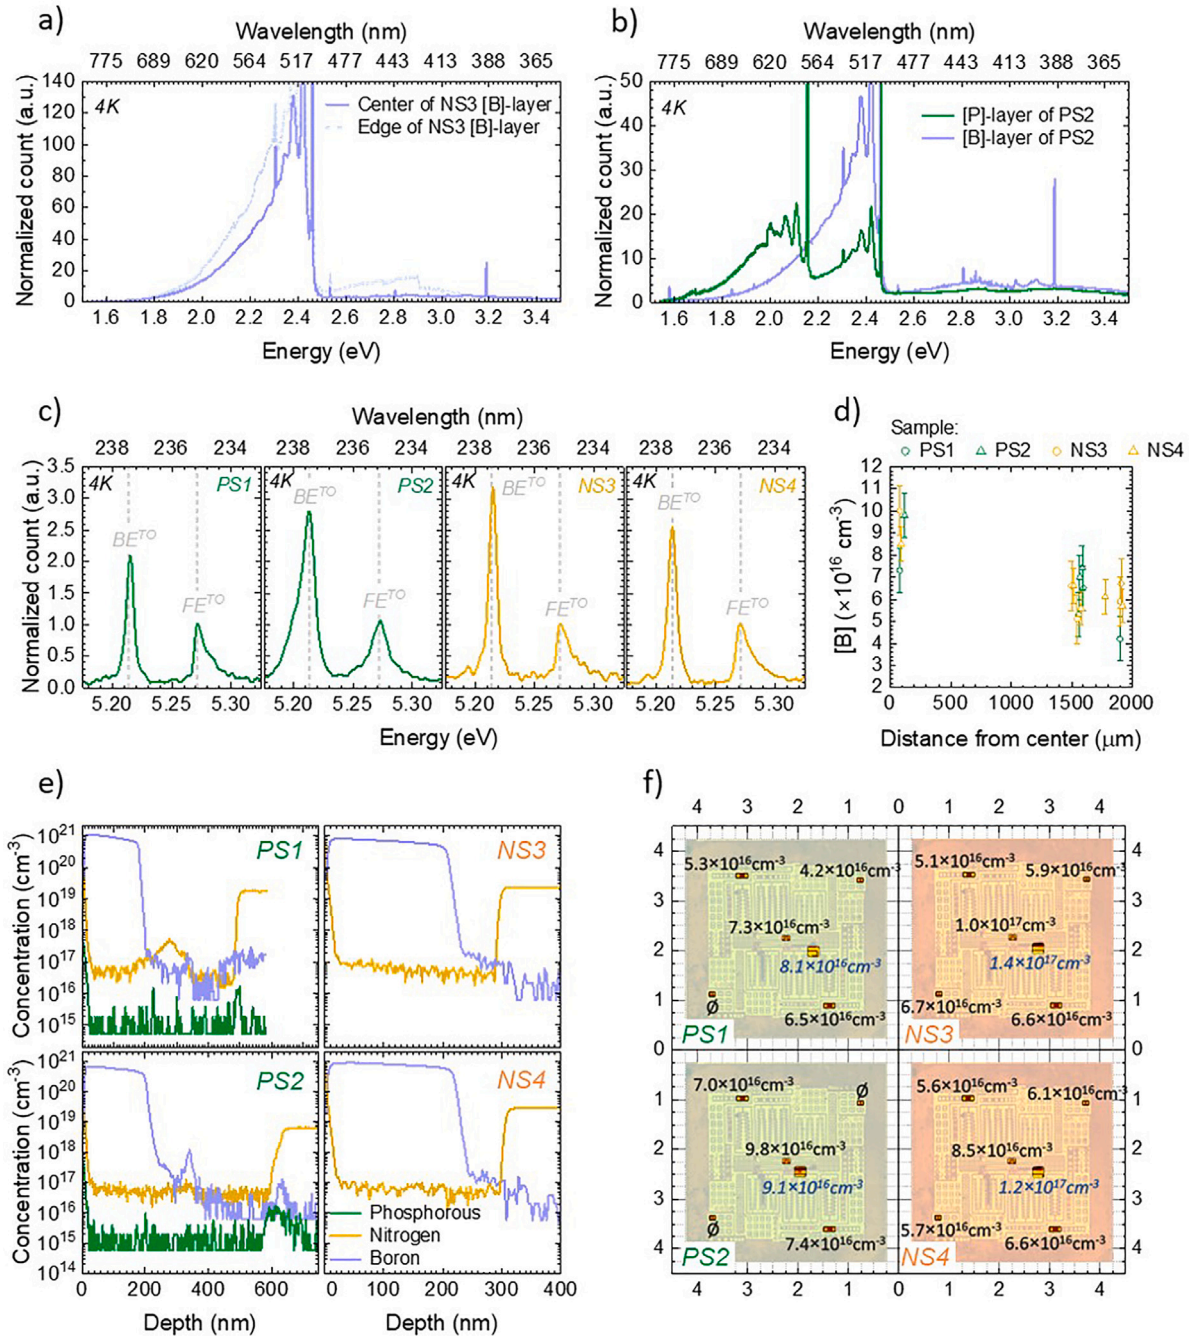 a)
Wavelength (nm)
775 689 620 564 517 477 443 413 388 365
140
120
100
80
60
40
20
0
Normalized count (a.u.)
4K
Center of NS3 [B]-layer
Edge of NS3 [B]-layer
1.6 1.8 2.0 2.2 2.4 2.6 2.8 3.0 3.2 3.4
Energy (eV)
b)
Wavelength (nm)
775 689 620 564 517 477 443 413 388 365
50
40
30
20
10
0
Normalized count (a.u.)
4K
[P]-layer of PS2
[B]-layer of PS2
1.6 1.8 2.0 2.2 2.4 2.6 2.8 3.0 3.2 3.4
Energy (eV)
c)
Wavelength (nm)
238 236 234 238 236 234 238 236 234 238 236 234
3.5
3.0
2.5
2.0
1.5
1.0
0.5
0.0
Normalized count (a.u.)
4K PS1
BE^TO
FE^TO
4K PS2
BE^TO
FE^TO
4K BE^TO NS3
FE^TO
4K NS4
BE^TO
FE^TO
5.20 5.25 5.30 5.20 5.25 5.30 5.20 5.25 5.30 5.20 5.25 5.30
Energy (eV)
d)
Sample:
PS1 PS2 NS3 NS4
12
11
10
9
8
7
6
5
4
3
2
[B] (×10^16 cm^-3)
0 500 1000 1500 2000
Distance from center (μm)
e)
10^21
10^20
10^19
10^18
10^17
10^16
10^15
Concentration (cm^-3)
PS1
NS3
10^21
10^20
10^19
10^18
10^17
10^16
10^15
10^14
Concentration (cm^-3)
PS2
NS4
Phosphorous
Nitrogen
Boron
0 200 400 600 0 100 200 300 400
Depth (nm) Depth (nm)
f)
4 3 2 1 0 1 2 3 4
4
3
2
1
0
5.3×10^16cm^-3
4.2×10^16cm^-3
7.3×10^16cm^-3
8.1×10^16cm^-3
Ø
6.5×10^16cm^-3
PS1
5.1×10^16cm^-3
5.9×10^16cm^-3
1.0×10^17cm^-3
1.4×10^17cm^-3
6.7×10^16cm^-3
6.6×10^16cm^-3
NS3
4
3
2
1
0
1
2
3
4
7.0×10^16cm^-3
Ø
9.8×10^16cm^-3
9.1×10^16cm^-3
Ø
7.4×10^16cm^-3
PS2
5.6×10^16cm^-3
6.1×10^16cm^-3
8.5×10^16cm^-3
1.2×10^17cm^-3
5.7×10^16cm^-3
6.6×10^16cm^-3
NS4
1
2
3
4